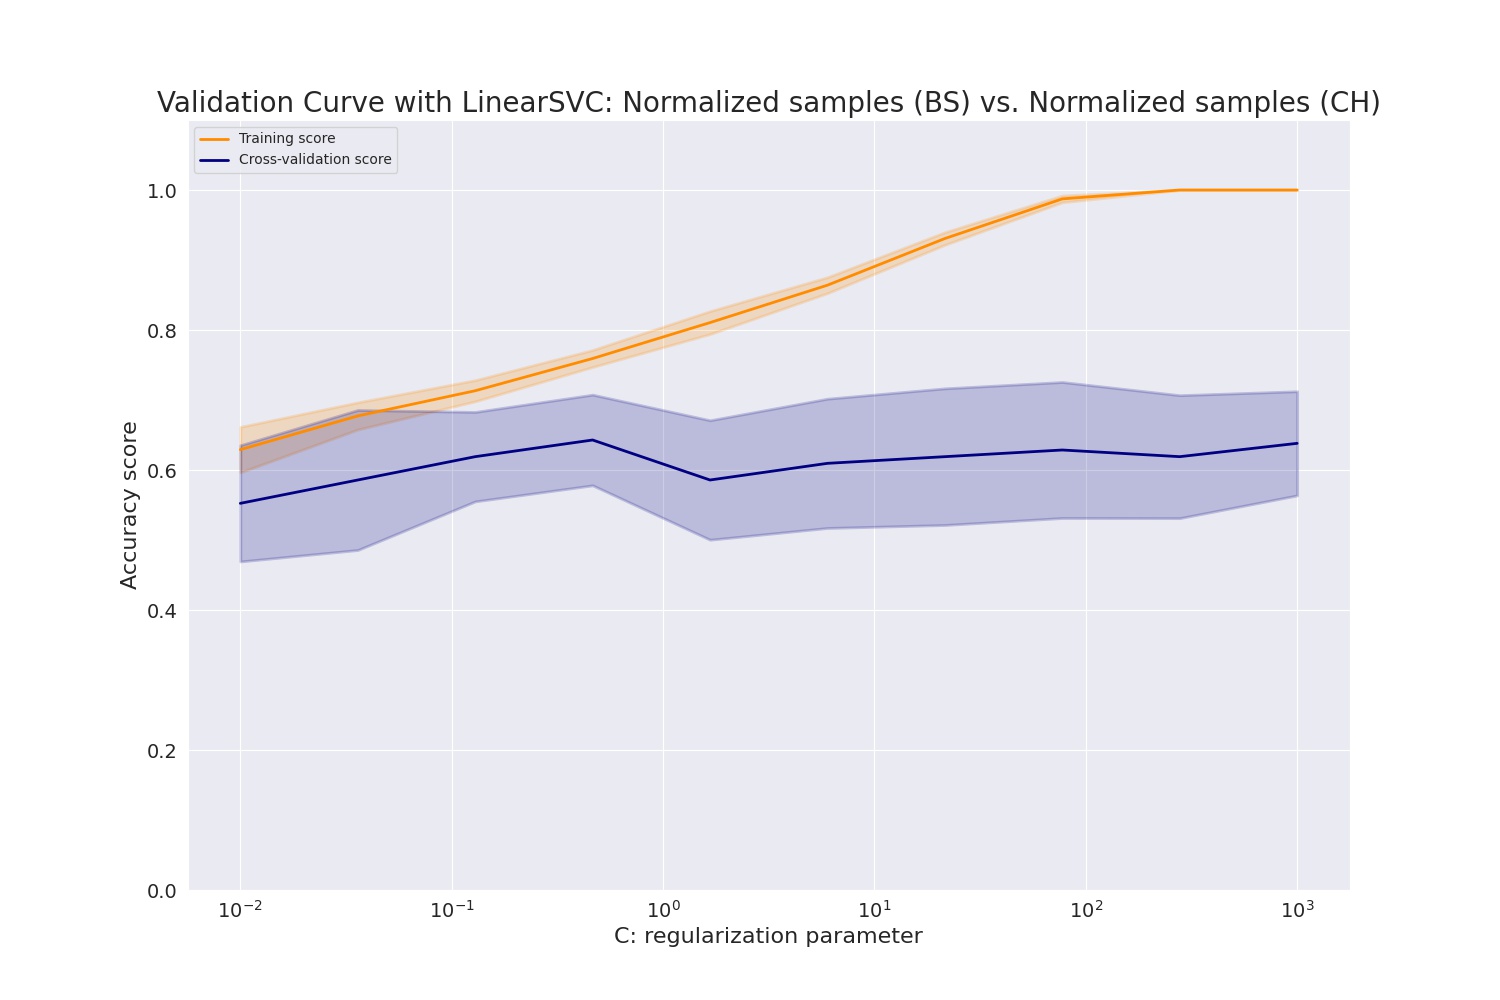 Validation Curve with LinearSVC: Normalized samples (BS) vs. Normalized samples (CH)
Training score
Cross-validation score
1.0
0.8
0.6
0.4
0.2
0.0
Accuracy score
10⁻² 10⁻¹ 10⁰ 10¹ 10² 10³
C: regularization parameter